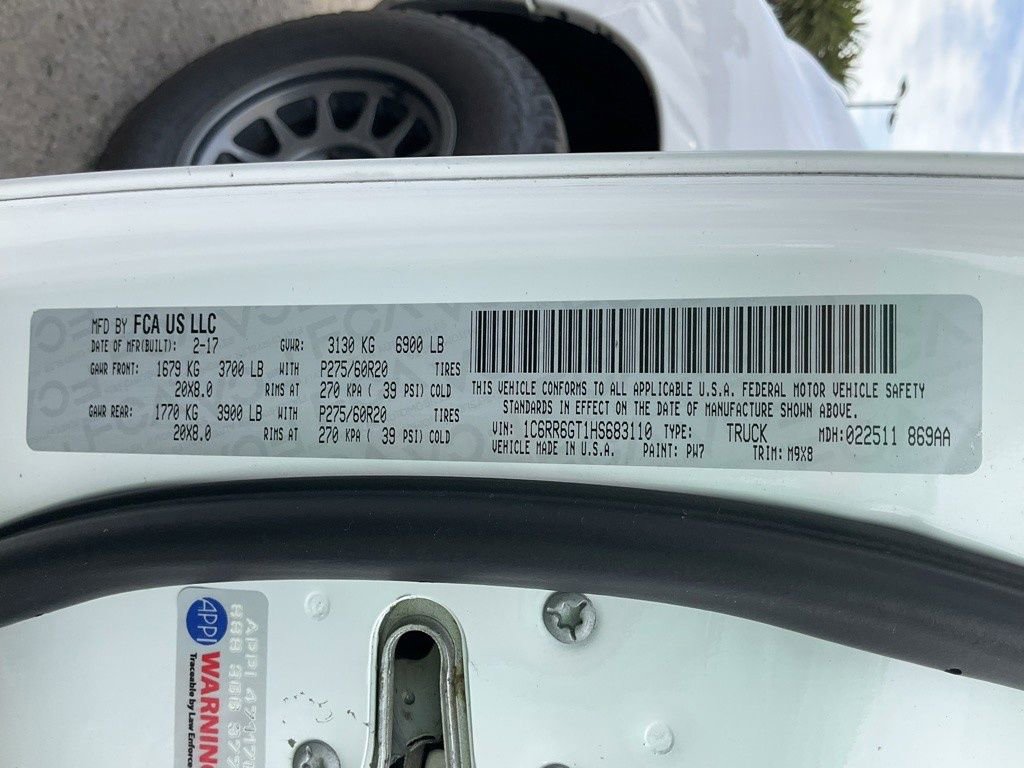 MFD BY FCA US LLC
DATE OF MFR(BUILT): 2-17 GVWR: 3130 KG 6900 LB
GAWR FRONT: 1679 KG 3700 LB WITH P275/60R20 TIRES
20X8.0 RIMS AT 270 KPA ( 39 PSI) COLD
GAWR REAR: 1770 KG 3900 LB WITH P275/60R20 TIRES
20X8.0 RIMS AT 270 KPA ( 39 PSI) COLD
THIS VEHICLE CONFORMS TO ALL APPLICABLE U.S.A. FEDERAL MOTOR VEHICLE SAFETY
STANDARDS IN EFFECT ON THE DATE OF MANUFACTURE SHOWN ABOVE.
VIN: 1C6RR6GT1HS683110 TYPE: TRUCK MDH:022511 869AA
VEHICLE MADE IN U.S.A. PAINT: PW7 TRIM: M9X8
APPI
WARNING
Traceable by Law